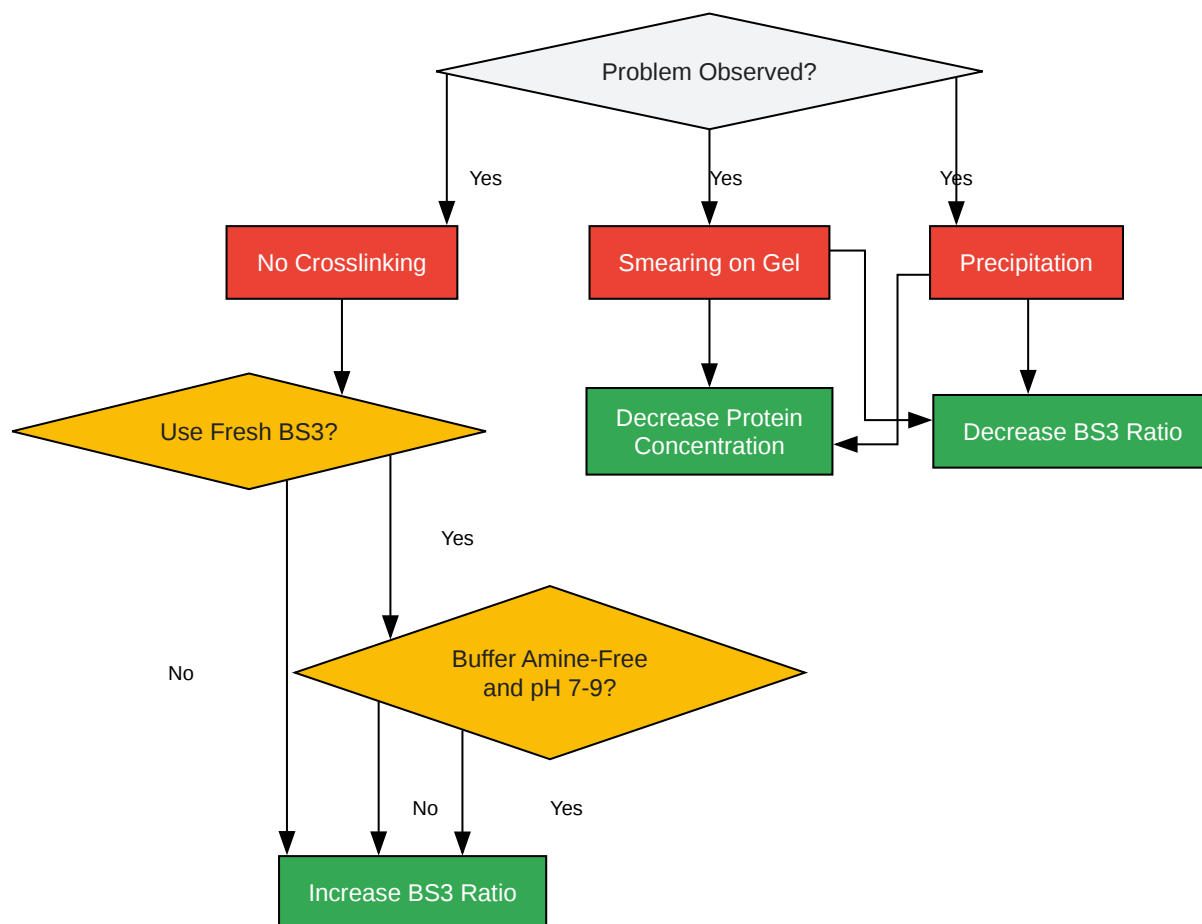 Problem Observed?
Yes
Yes
Yes
No Crosslinking
Smearing on Gel
Precipitation
Use Fresh BS3?
Decrease Protein
Concentration
Decrease BS3 Ratio
Yes
No
Buffer Amine-Free
and pH 7-9?
No
Yes
Increase BS3 Ratio